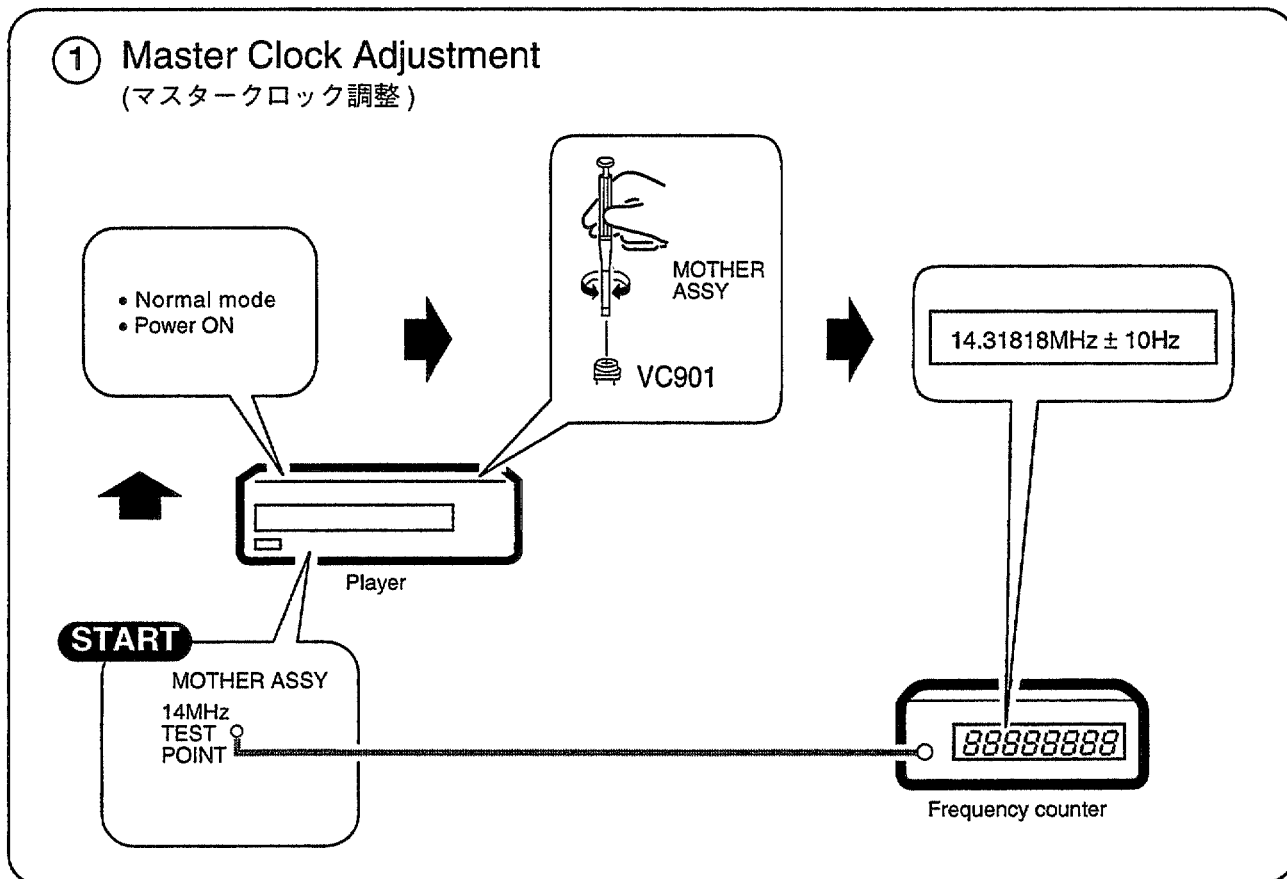 ① Master Clock Adjustment
(マスタークロック調整)
• Normal mode
• Power ON
MOTHER
ASSY
VC901
14.31818MHz ± 10Hz
Player
START
MOTHER ASSY
14MHz
TEST
POINT
88888888
Frequency counter